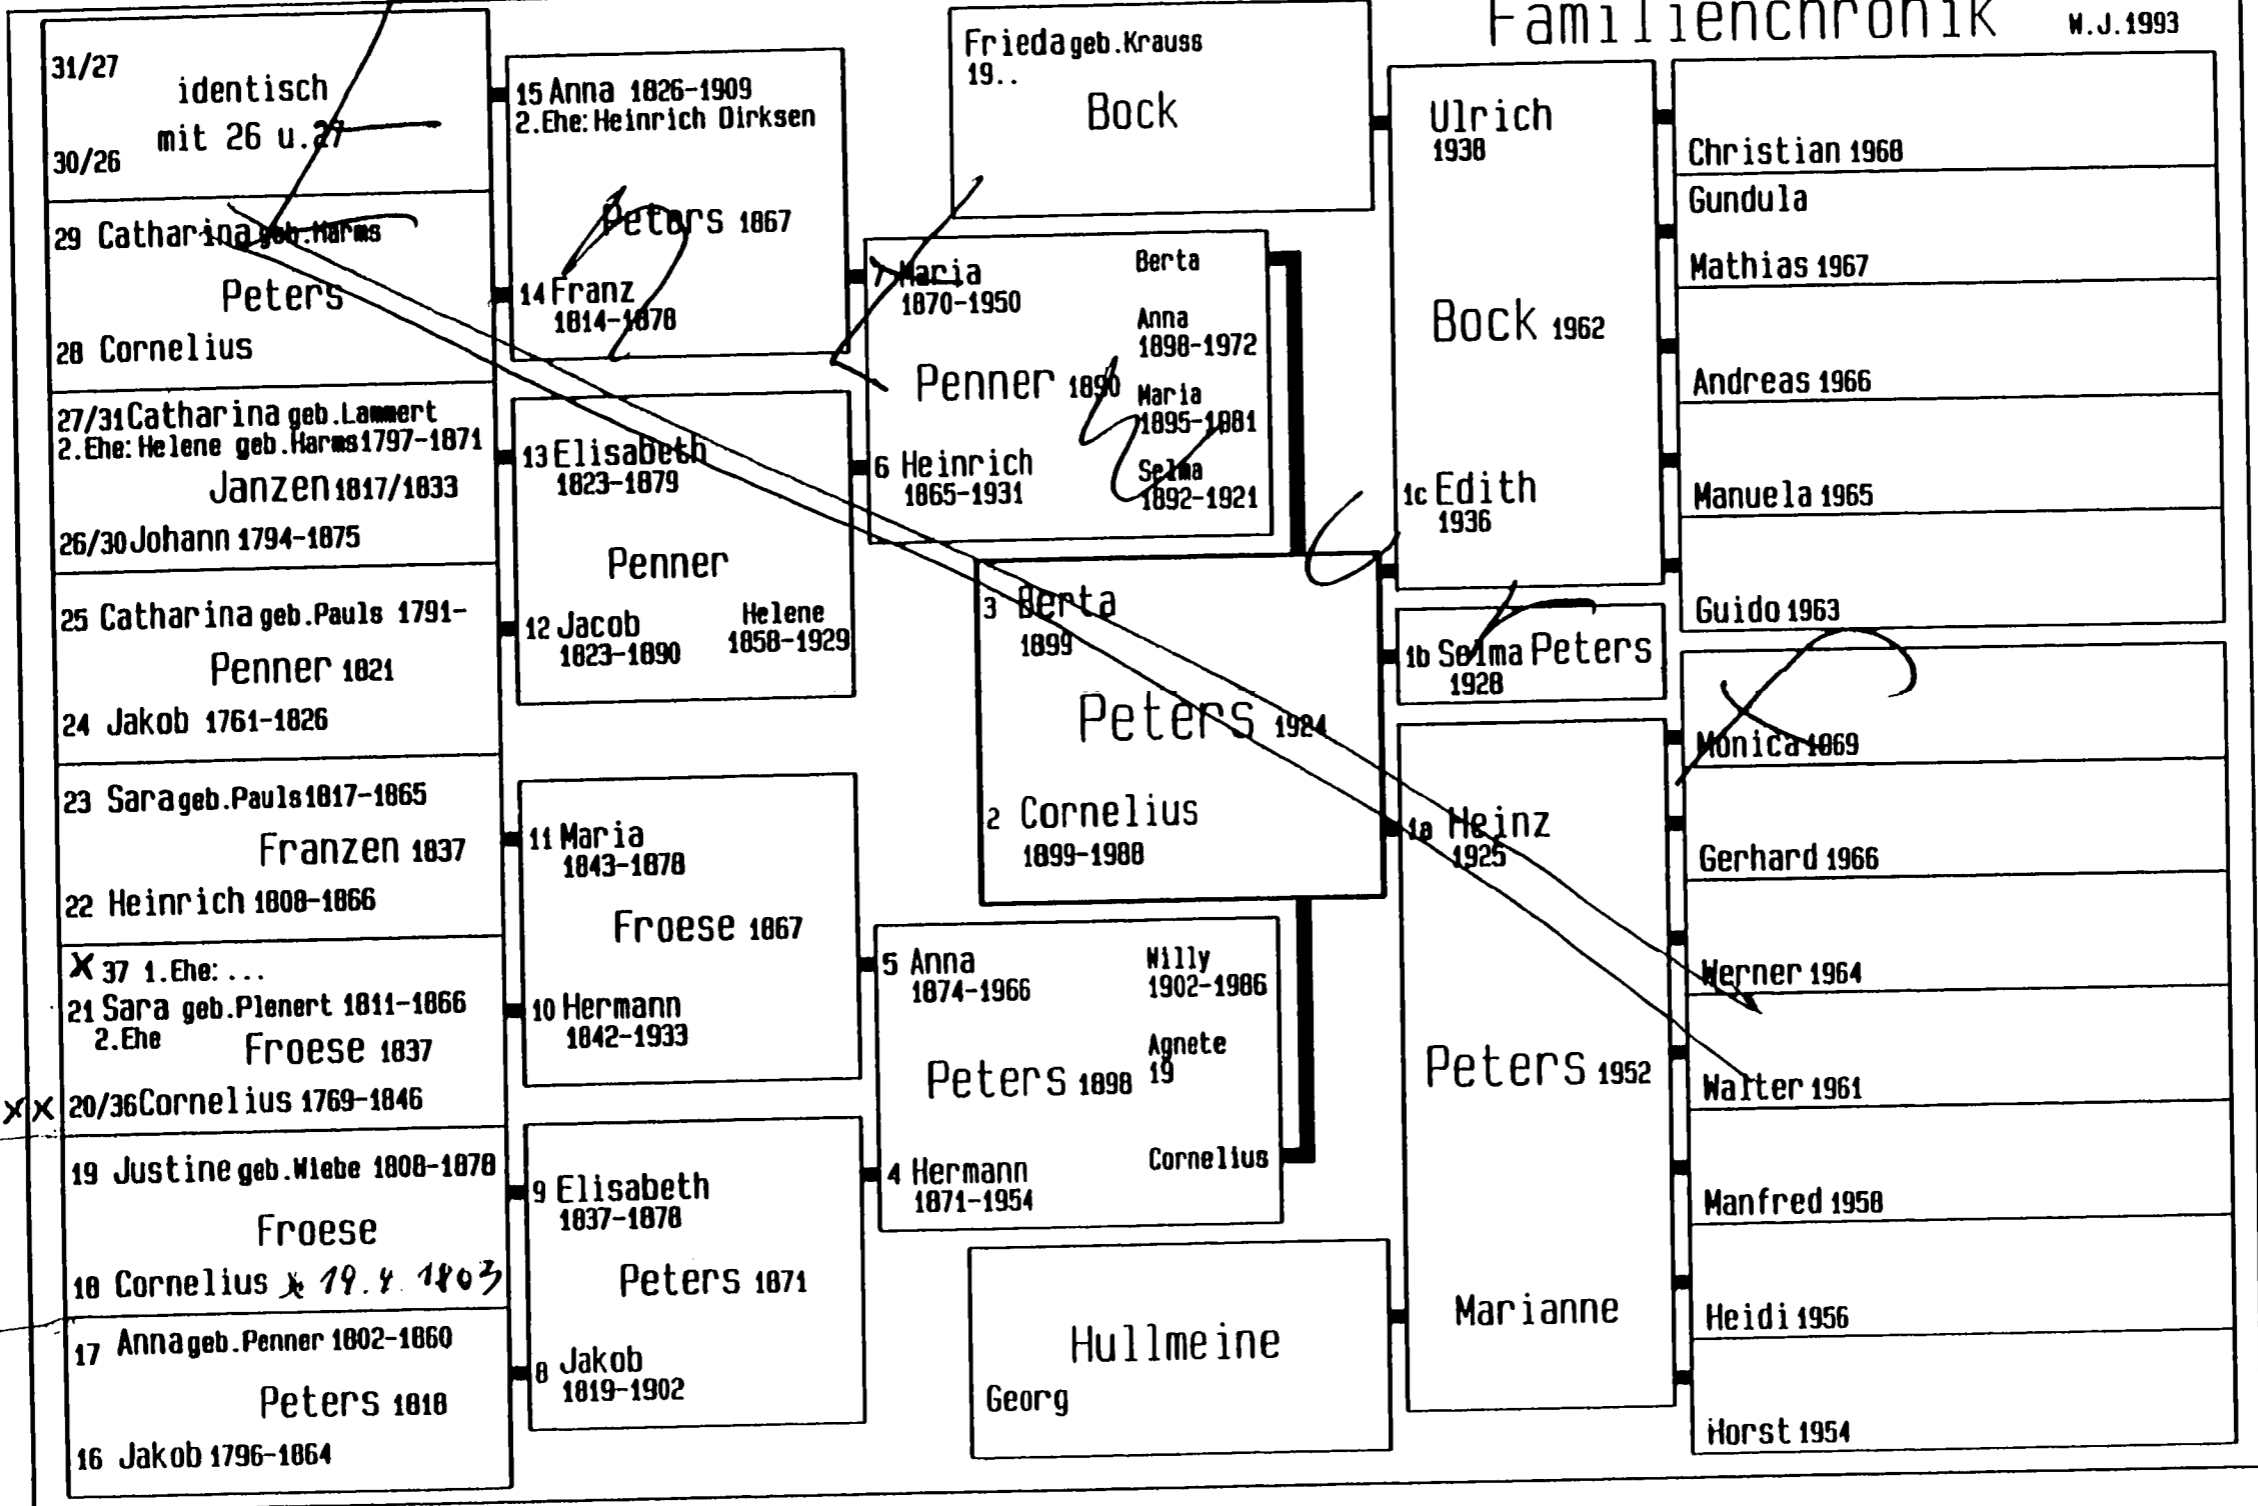 Familienchronik
W.J.1993
31/27
identisch
mit 26 u.27
30/26
29 Catharina geb.Harms
Peters
28 Cornelius
27/31 Catharina geb.Lammert
2.Ehe: Helene geb.Harms 1797-1871
Janzen 1817/1833
26/30 Johann 1794-1875
25 Catharina geb.Pauls 1791-
Penner 1821
24 Jakob 1761-1826
23 Sara geb.Pauls 1817-1865
Franzen 1837
22 Heinrich 1808-1866
X 37 1.Ehe: ...
21 Sara geb.Plenert 1811-1866
2.Ehe
Froese 1837
X X 20/36 Cornelius 1769-1846
19 Justine geb.Wiebe 1808-1878
Froese
18 Cornelius * 19.4.1803
17 Anna geb.Penner 1802-1860
Peters 1818
16 Jakob 1796-1864
15 Anna 1826-1909
2.Ehe: Heinrich Dirksen
Peters 1867
14 Franz
1814-1878
13 Elisabeth
1823-1879
Penner
12 Jacob
1823-1890
Helene
1858-1929
11 Maria
1843-1878
Froese 1867
10 Hermann
1842-1933
9 Elisabeth
1837-1878
Peters 1871
8 Jakob
1819-1902
Frieda geb.Krauss
19..
Bock
7 Maria
1870-1950
Penner 1890
6 Heinrich
1865-1931
Berta
Anna
1898-1972
Maria
1895-1981
Selma
1892-1921
3 Berta
1899
Peters 1924
2 Cornelius
1899-1988
5 Anna
1874-1966
Peters 1898
4 Hermann
1871-1954
Willy
1902-1986
Agnete
19
Cornelius
Hullmeine
Georg
Ulrich
1938
Bock 1962
1c Edith
1936
1b Selma Peters
1928
1a Heinz
1925
Peters 1952
Marianne
Christian 1968
Gundula
Mathias 1967
Andreas 1966
Manuela 1965
Guido 1963
Monica 1969
Gerhard 1966
Werner 1964
Walter 1961
Manfred 1958
Heidi 1956
Horst 1954